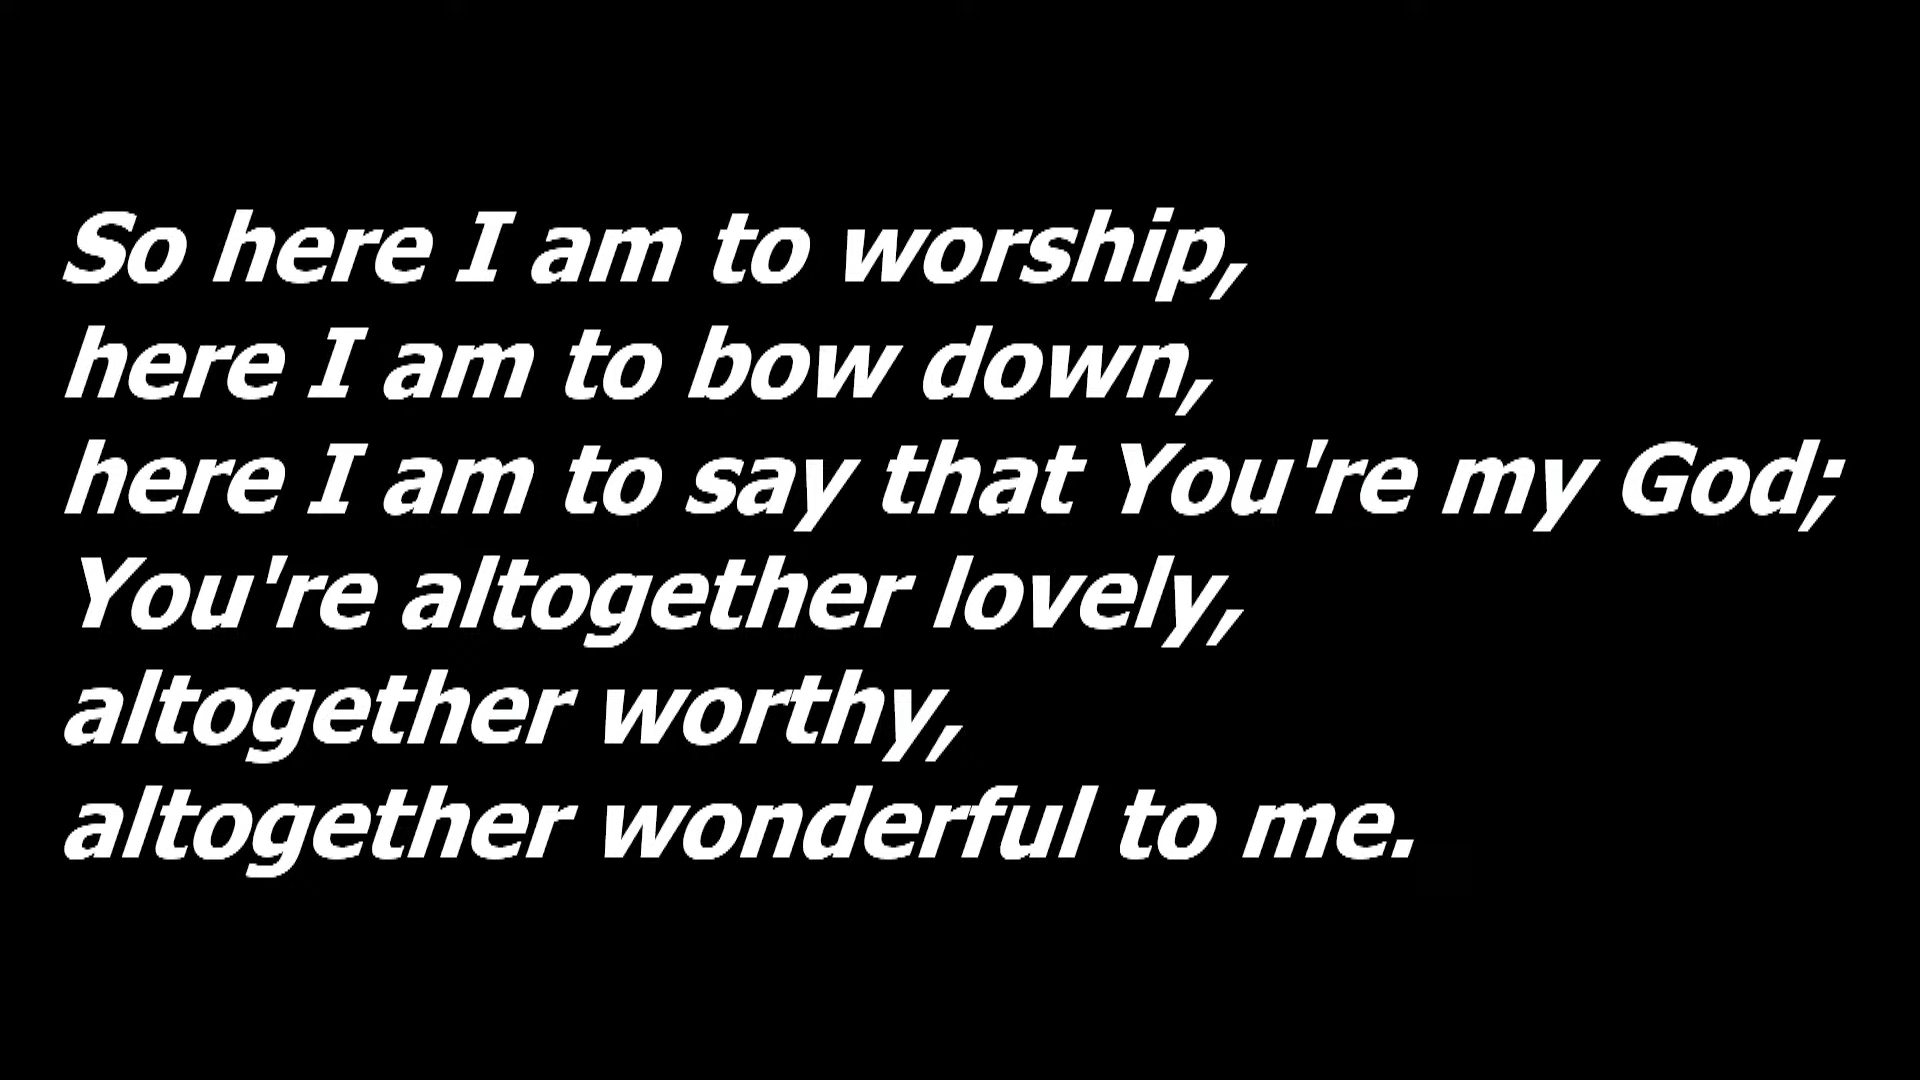 So here I am to worship,
here I am to bow down,
here I am to say that You're my God;
You're altogether lovely,
altogether worthy,
altogether wonderful to me.